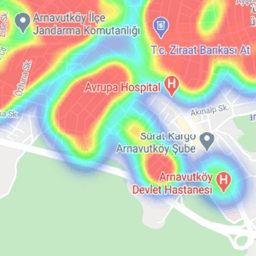 Arnavutköy İlçe
Jandarma Komutanlığı
T.C. Ziraat Bankası At
Avrupa Hospital
Akınalp Sk
Sürat Kargo
Arnavutköy Şube
Arnavutköy
Devlet Hastanesi